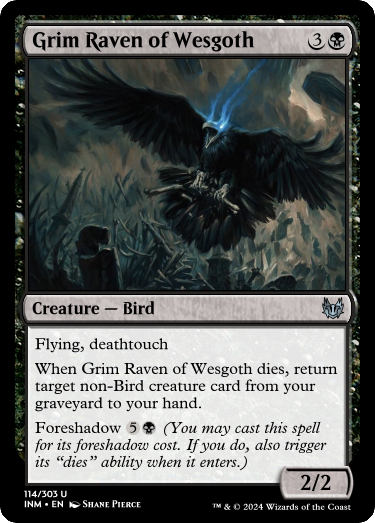 Grim Raven of Wesgoth 3
Creature — Bird
Flying, deathtouch
When Grim Raven of Wesgoth dies, return
target non-Bird creature card from your
graveyard to your hand.
Foreshadow 5 (You may cast this spell
for its foreshadow cost. If you do, also trigger
its “dies” ability when it enters.)
2/2
114/303 U
INM • EN Shane Pierce ™ & © 2024 Wizards of the Coast